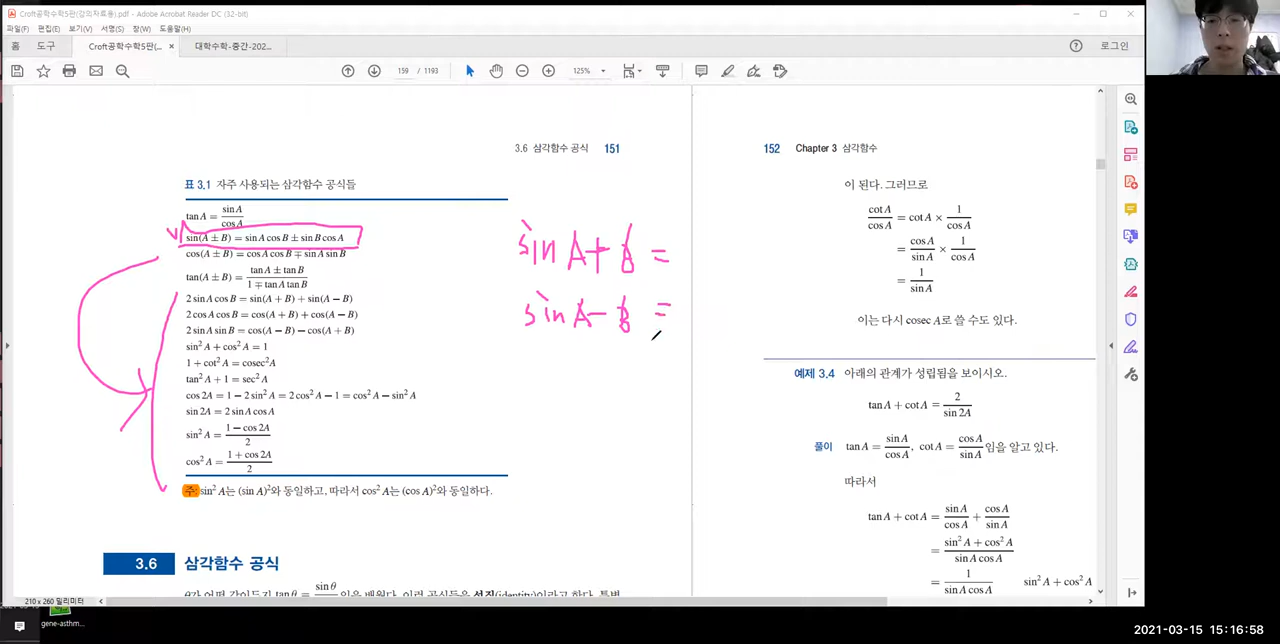 Croft공학수학5판(강의자료용).pdf - Adobe Acrobat Reader DC (32-bit)
파일(F) 편집(E) 보기(V) 서명(S) 창(W) 도움말(H)
홈 도구 Croft공학수학5판(... × 대학수학-중간-202... 로그인
159 / 1193 125%
3.6 삼각함수 공식 151
표 3.1 자주 사용되는 삼각함수 공식들
tan A = sin A / cos A
sin(A ± B) = sin A cos B ± sin B cos A
cos(A ± B) = cos A cos B ∓ sin A sin B
tan(A ± B) = tan A ± tan B / 1 ∓ tan A tan B
2 sin A cos B = sin(A + B) + sin(A − B)
2 cos A cos B = cos(A + B) + cos(A − B)
2 sin A sin B = cos(A − B) − cos(A + B)
sin² A + cos² A = 1
1 + cot² A = cosec² A
tan² A + 1 = sec² A
cos 2A = 1 − 2 sin² A = 2 cos² A − 1 = cos² A − sin² A
sin 2A = 2 sin A cos A
sin² A = 1 − cos 2A / 2
cos² A = 1 + cos 2A / 2
주: sin² A는 (sin A)²와 동일하고, 따라서 cos² A는 (cos A)²와 동일하다.
3.6 삼각함수 공식
sin A + B =
sin A − B =
152 Chapter 3 삼각함수
이 된다. 그러므로
cot A / cos A = cot A × 1 / cos A
= cos A / sin A × 1 / cos A
= 1 / sin A
이는 다시 cosec A로 쓸 수도 있다.
예제 3.4 아래의 관계가 성립됨을 보이시오.
tan A + cot A = 2 / sin 2A
풀이 tan A = sin A / cos A, cot A = cos A / sin A 임을 알고 있다.
따라서
tan A + cot A = sin A / cos A + cos A / sin A
= sin² A + cos² A / sin A cos A
= 1 / sin A cos A sin² A + cos² A
210 x 260 밀리미터
gene-asthm...
2021-03-15 15:16:58